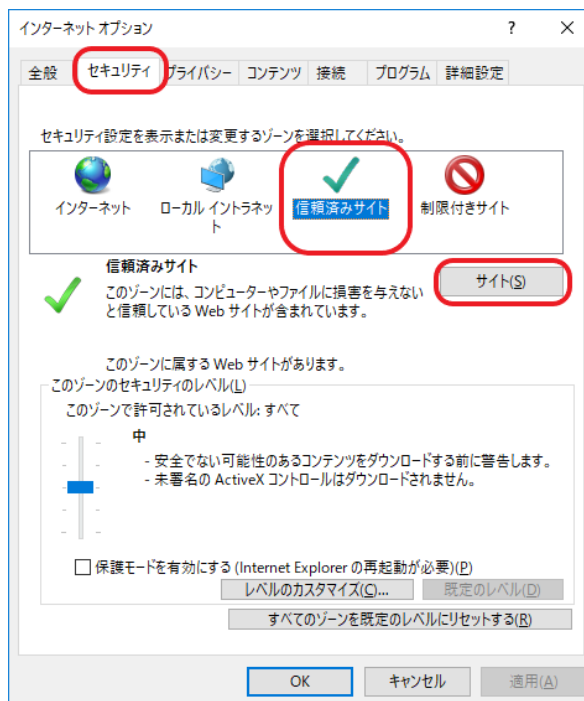 インターネット オプション
?
×
全般 セキュリティ プライバシー コンテンツ 接続 プログラム 詳細設定
セキュリティ設定を表示または変更するゾーンを選択してください。
インターネット
ローカル イントラネッ
ト
信頼済みサイト
制限付きサイト
信頼済みサイト
サイト(S)
このゾーンには、コンピューターやファイルに損害を与えない
と信頼している Web サイトが含まれています。
このゾーンに属する Web サイトがあります。
このゾーンのセキュリティのレベル(L)
このゾーンで許可されているレベル: すべて
中
- 安全でない可能性のあるコンテンツをダウンロードする前に警告します。
- 未署名の ActiveX コントロールはダウンロードされません。
保護モードを有効にする (Internet Explorer の再起動が必要)(P)
レベルのカスタマイズ(C)... 既定のレベル(D)
すべてのゾーンを既定のレベルにリセットする(R)
OK キャンセル 適用(A)